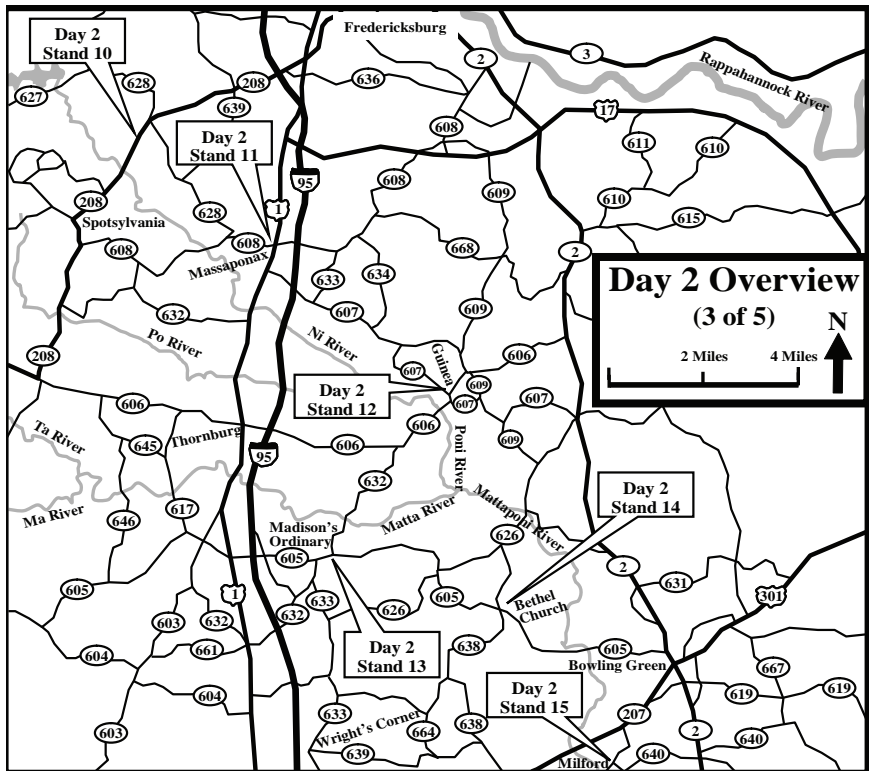 Fredericksburg
Day 2
Stand 10
2
3
Rappahannock River
627
628
208
636
639
17
608
Day 2
Stand 11
611
610
95
608
609
610
208
1
628
615
Spotsylvania
608
608
668
2
Massaponax
633
634
Day 2 Overview
(3 of 5)
N
2 Miles
4 Miles
632
607
609
Po River
Ni River
208
Guinea
606
607
609
Day 2
Stand 12
607
607
606
606
606
609
Ta River
645
Thornburg
95
Poni River
632
Ma River
646
617
Madison's
Ordinary
Matta River
Mattaponi River
Day 2
Stand 14
626
605
605
2
631
301
1
603
632
632
633
626
605
Bethel
Church
661
604
Day 2
Stand 13
638
605
Bowling Green
667
604
Day 2
Stand 15
619
619
633
207
603
Wright's Corner
664
638
2
640
639
Milford
640